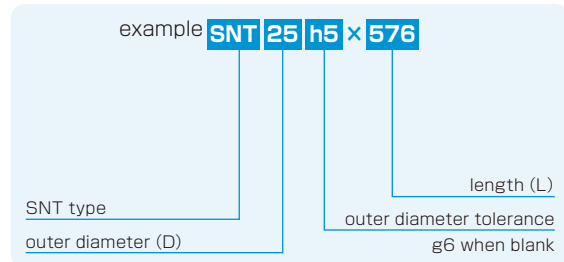 example SNT 25 h5 × 576
length (L)
SNT type
outer diameter tolerance
outer diameter (D)
g6 when blank